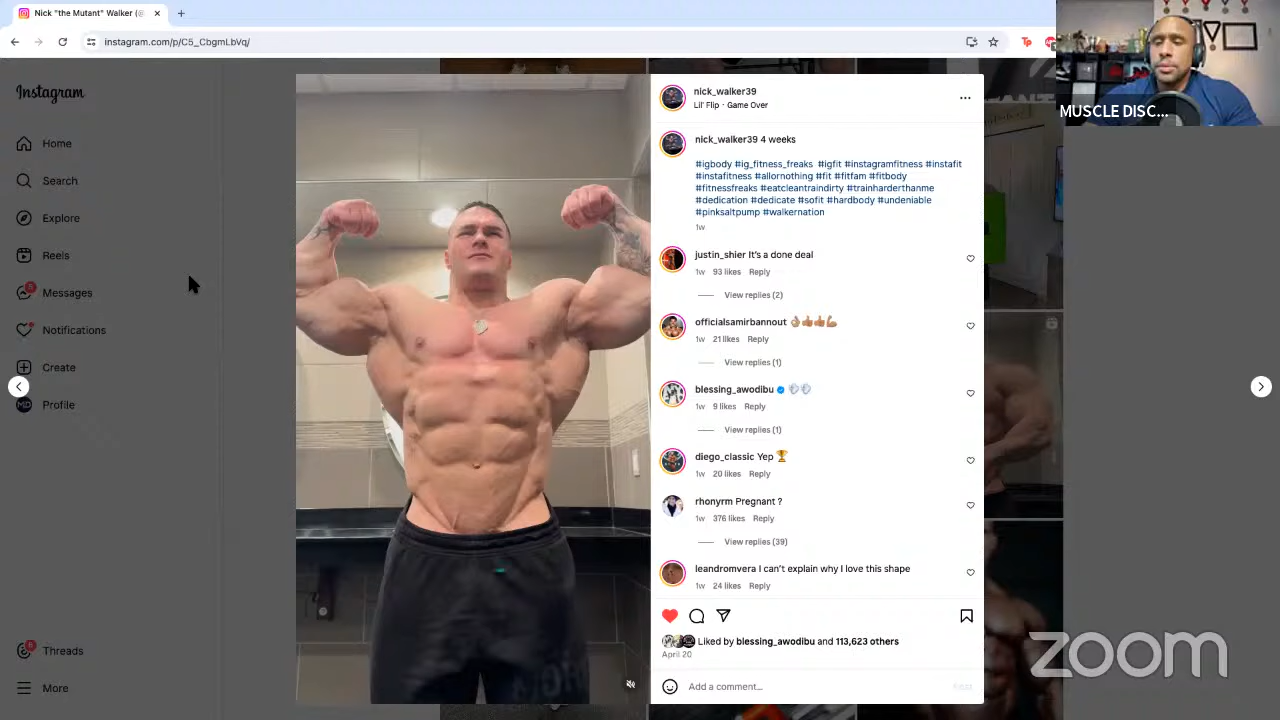 Nick "the Mutant" Walker (@
instagram.com/p/C5_CbgmLbVq/
MUSCLE DISC...
Instagram
Home
Search
Explore
Reels
Messages
Notifications
Create
Profile
Threads
More
nick_walker39
Lil' Flip · Game Over
nick_walker39 4 weeks
#igbody #ig_fitness_freaks #igfit #instagramfitness #instafit
#instafitness #allornothing #fit #fitfam #fitbody
#fitnessfreaks #eatcleantraindirty #trainharderthanme
#dedication #dedicate #sofit #hardbody #undeniable
#pinksaltpump #walkernation
1w
justin_shier It's a done deal
1w 93 likes Reply
View replies (2)
officialsamirbannout 👌🏽👍🏽👍🏽💪🏽
1w 21 likes Reply
View replies (1)
blessing_awodibu
1w 9 likes Reply
View replies (1)
diego_classic Yep 🏆
1w 20 likes Reply
rhonyrm Pregnant ?
1w 376 likes Reply
View replies (39)
leandromvera I can't explain why I love this shape
1w 24 likes Reply
Liked by blessing_awodibu and 113,623 others
April 20
Add a comment...
Post
zoom